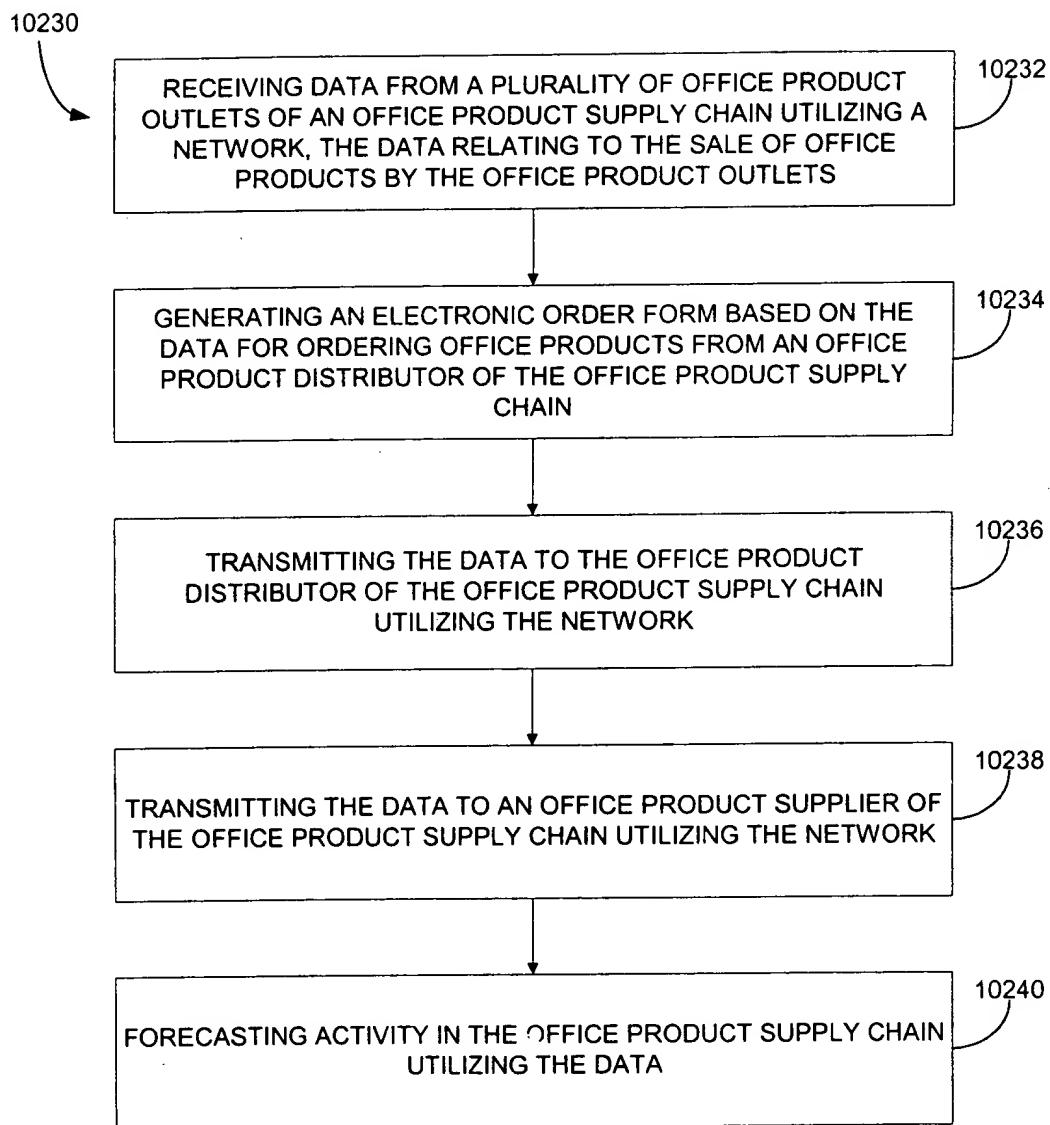 10230
10232
RECEIVING DATA FROM A PLURALITY OF OFFICE PRODUCT
OUTLETS OF AN OFFICE PRODUCT SUPPLY CHAIN UTILIZING A
NETWORK, THE DATA RELATING TO THE SALE OF OFFICE
PRODUCTS BY THE OFFICE PRODUCT OUTLETS
10234
GENERATING AN ELECTRONIC ORDER FORM BASED ON THE
DATA FOR ORDERING OFFICE PRODUCTS FROM AN OFFICE
PRODUCT DISTRIBUTOR OF THE OFFICE PRODUCT SUPPLY
CHAIN
10236
TRANSMITTING THE DATA TO THE OFFICE PRODUCT
DISTRIBUTOR OF THE OFFICE PRODUCT SUPPLY CHAIN
UTILIZING THE NETWORK
10238
TRANSMITTING THE DATA TO AN OFFICE PRODUCT SUPPLIER OF
THE OFFICE PRODUCT SUPPLY CHAIN UTILIZING THE NETWORK
10240
FORECASTING ACTIVITY IN THE OFFICE PRODUCT SUPPLY CHAIN
UTILIZING THE DATA